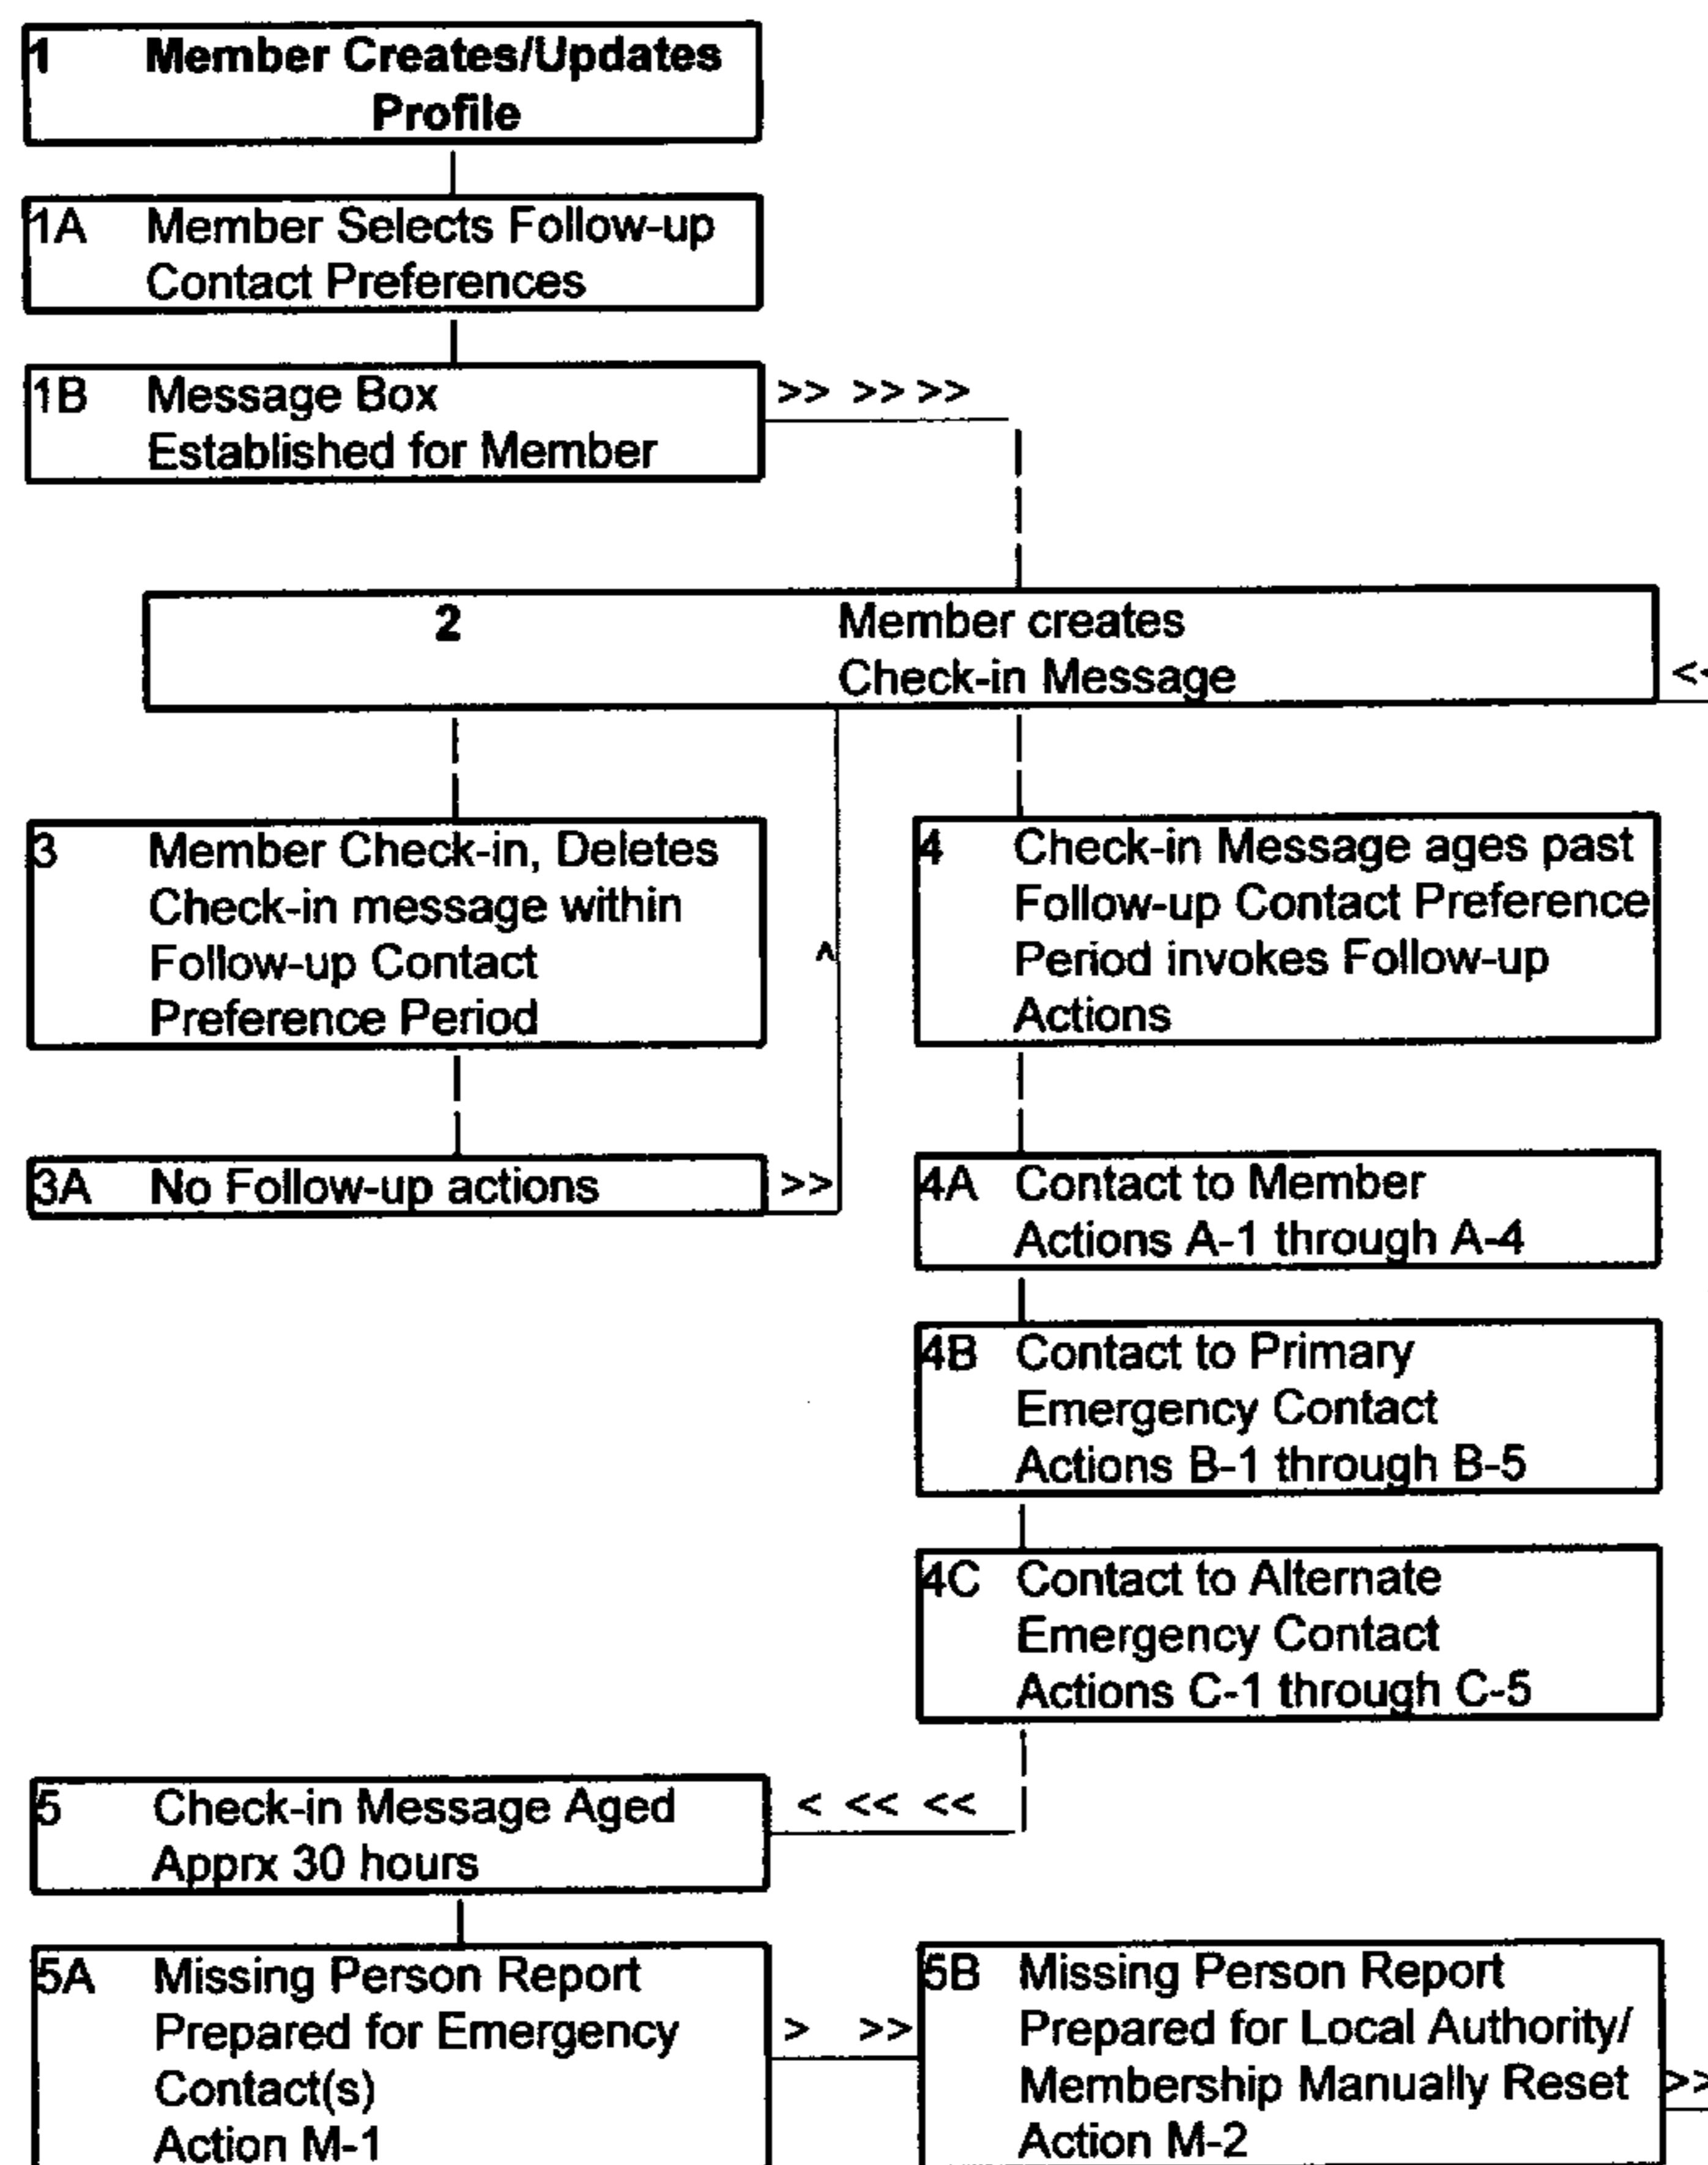 1 Member Creates/Updates
Profile
1A Member Selects Follow-up
Contact Preferences
1B Message Box >> >> >>
Established for Member
2 Member creates
Check-in Message <<
3 Member Check-in, Deletes
Check-in message within
Follow-up Contact
Preference Period
^
4 Check-in Message ages past
Follow-up Contact Preference
Period invokes Follow-up
Actions
3A No Follow-up actions >>
4A Contact to Member
Actions A-1 through A-4
4B Contact to Primary
Emergency Contact
Actions B-1 through B-5
4C Contact to Alternate
Emergency Contact
Actions C-1 through C-5
5 Check-in Message Aged < << <<
Apprx 30 hours
5A Missing Person Report
Prepared for Emergency > >>
Contact(s)
Action M-1
5B Missing Person Report
Prepared for Local Authority/
Membership Manually Reset >>
Action M-2